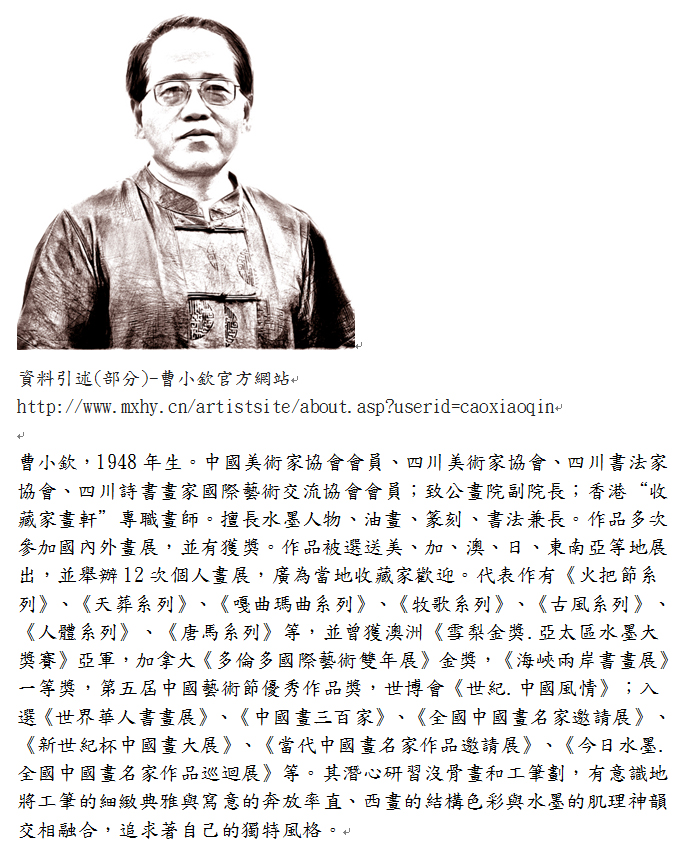 資料引述(部分)-曹小欽官方網站
http://www.mxhy.cn/artistsite/about.asp?userid=caoxiaoqin
曹小欽，1948 年生。中國美術家協會會員、四川美術家協會、四川書法家
協會、四川詩書畫家國際藝術交流協會會員；致公畫院副院長；香港“收
藏家畫軒”專職畫師。擅長水墨人物、油畫、篆刻、書法兼長。作品多次
參加國內外畫展，並有獲獎。作品被選送美、加、澳、日、東南亞等地展
出，並舉辦 12 次個人畫展，廣為當地收藏家歡迎。代表作有《火把節系
列》、《天葬系列》、《嘎曲瑪曲系列》、《牧歌系列》、《古風系列》、
《人體系列》、《唐馬系列》等，並曾獲澳洲《雪梨金獎.亞太區水墨大
獎賽》亞軍，加拿大《多倫多國際藝術雙年展》金獎，《海峽兩岸書畫展》
一等獎，第五屆中國藝術節優秀作品獎，世博會《世紀.中國風情》；入
選《世界華人書畫展》、《中國畫三百家》、《全國中國畫名家邀請展》、
《新世紀杯中國畫大展》、《當代中國畫名家作品邀請展》、《今日水墨.
全國中國畫名家作品巡迴展》等。其潛心研習沒骨畫和工筆劃，有意識地
將工筆的細緻典雅與寫意的奔放率直、西畫的結構色彩與水墨的肌理神韻
交相融合，追求著自己的獨特風格。